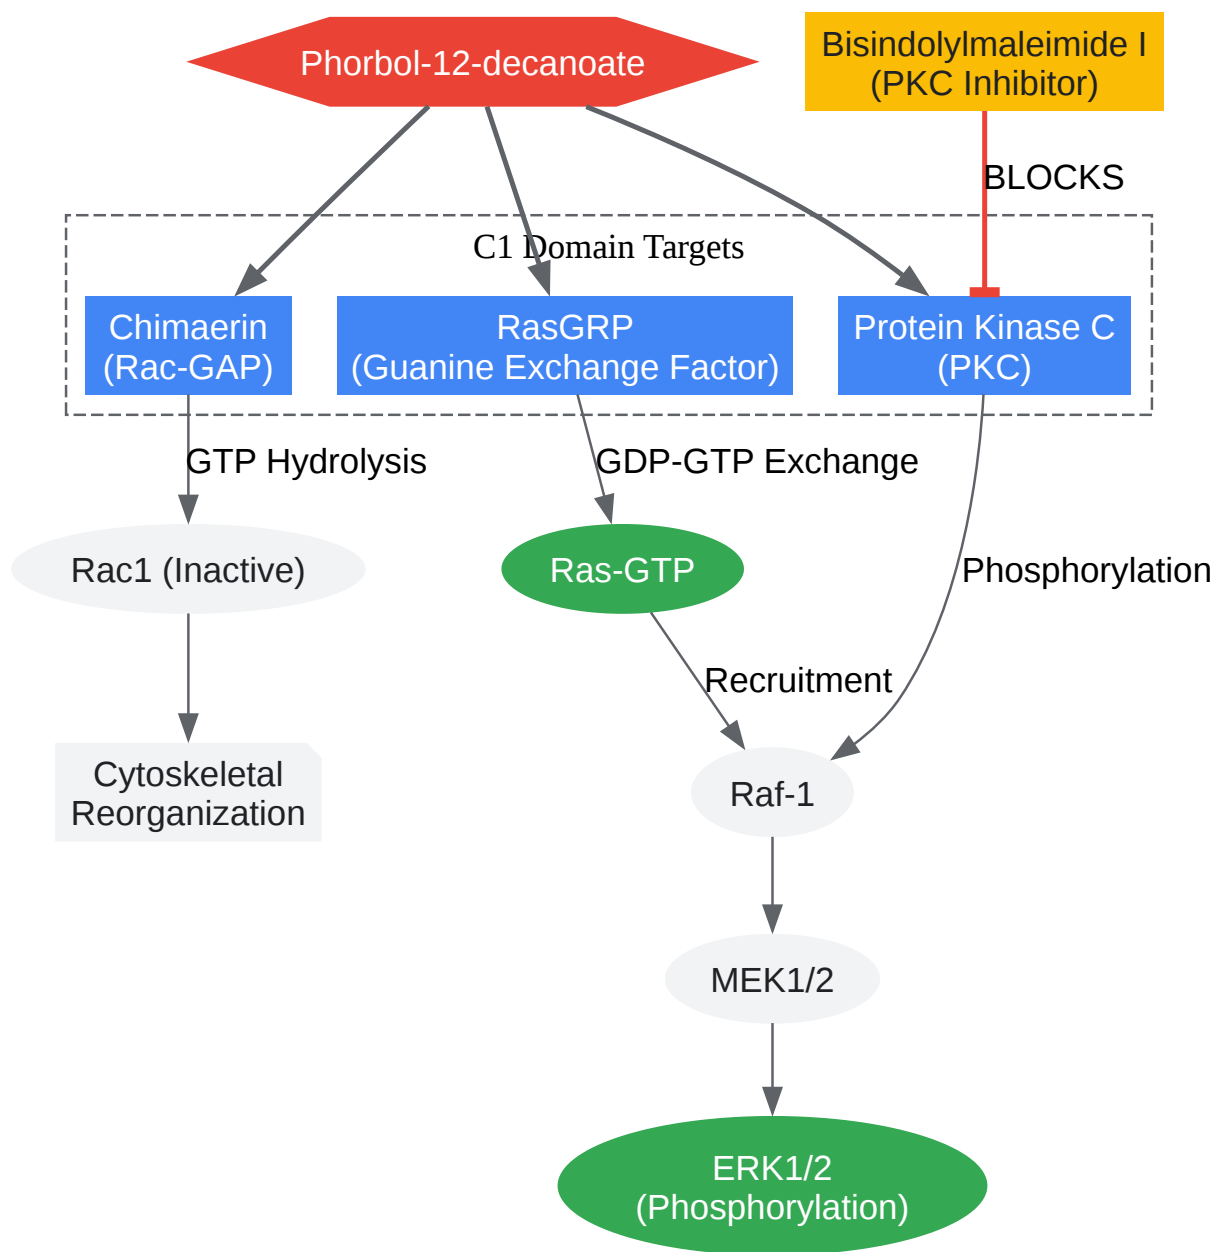 Phorbol-12-decanoate
Bisindolylmaleimide I
(PKC Inhibitor)
BLOCKS
C1 Domain Targets
Chimaerin
(Rac-GAP)
RasGRP
(Guanine Exchange Factor)
Protein Kinase C
(PKC)
GTP Hydrolysis
GDP-GTP Exchange
Rac1 (Inactive)
Ras-GTP
Phosphorylation
Recruitment
Cytoskeletal
Reorganization
Raf-1
MEK1/2
ERK1/2
(Phosphorylation)